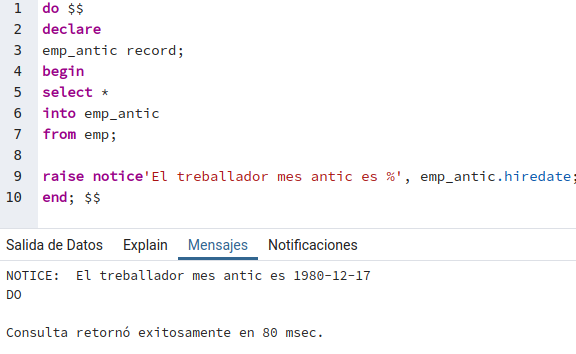 1 do $$
2 declare
3 emp_antic record;
4 begin
5 select *
6 into emp_antic
7 from emp;
8
9 raise notice'El treballador mes antic es %', emp_antic.hiredate;
10 end; $$
Salida de Datos Explain Mensajes Notificaciones
NOTICE:  El treballador mes antic es 1980-12-17
DO
Consulta retornó exitosamente en 80 msec.